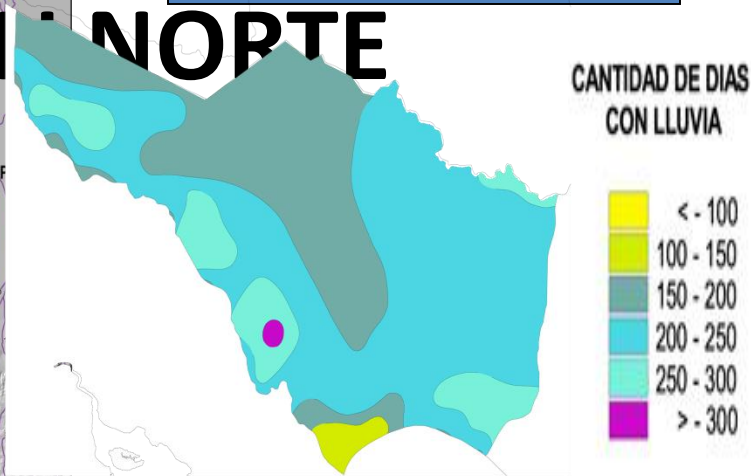 NORTE
CANTIDAD DE DIAS
CON LLUVIA
< - 100
100 - 150
150 - 200
200 - 250
250 - 300
> - 300